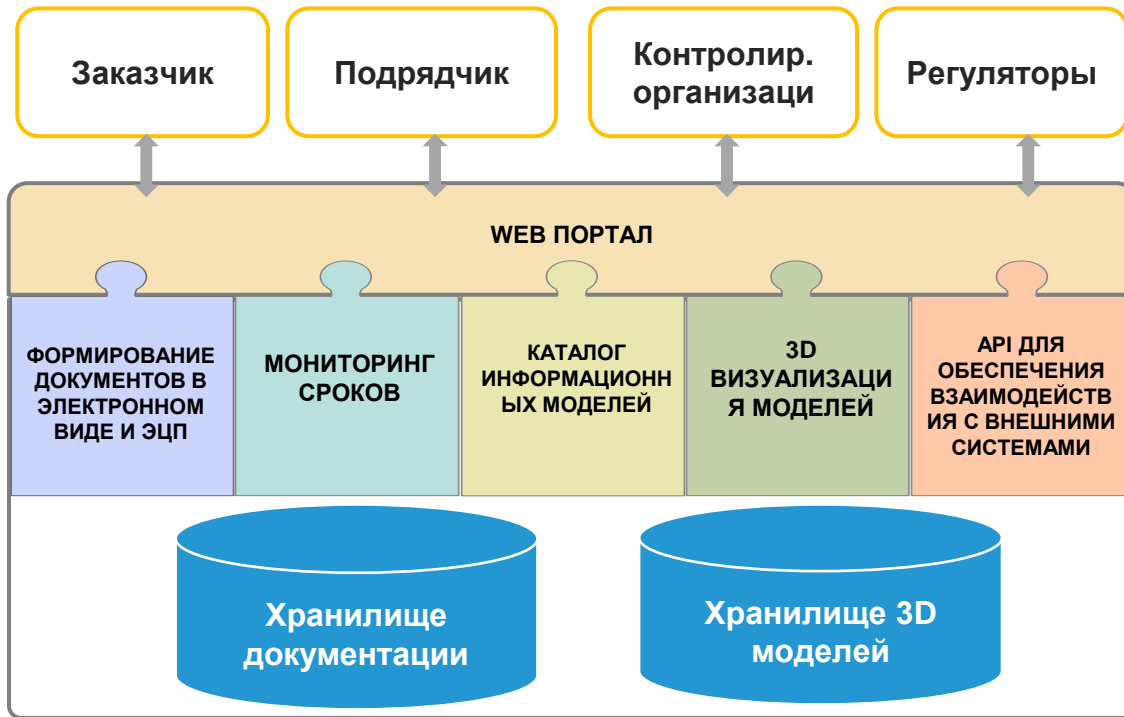 Заказчик
Подрядчик
Контролир.
организаци
Регуляторы
WEB ПОРТАЛ
ФОРМИРОВАНИЕ
ДОКУМЕНТОВ В
ЭЛЕКТРОННОМ
ВИДЕ И ЭЦП
МОНИТОРИНГ
СРОКОВ
КАТАЛОГ
ИНФОРМАЦИОНН
ЫХ МОДЕЛЕЙ
3D
ВИЗУАЛИЗАЦИ
Я МОДЕЛЕЙ
API ДЛЯ
ОБЕСПЕЧЕНИЯ
ВЗАИМОДЕЙСТВ
ИЯ С ВНЕШНИМИ
СИСТЕМАМИ
Хранилище
документации
Хранилище 3D
моделей